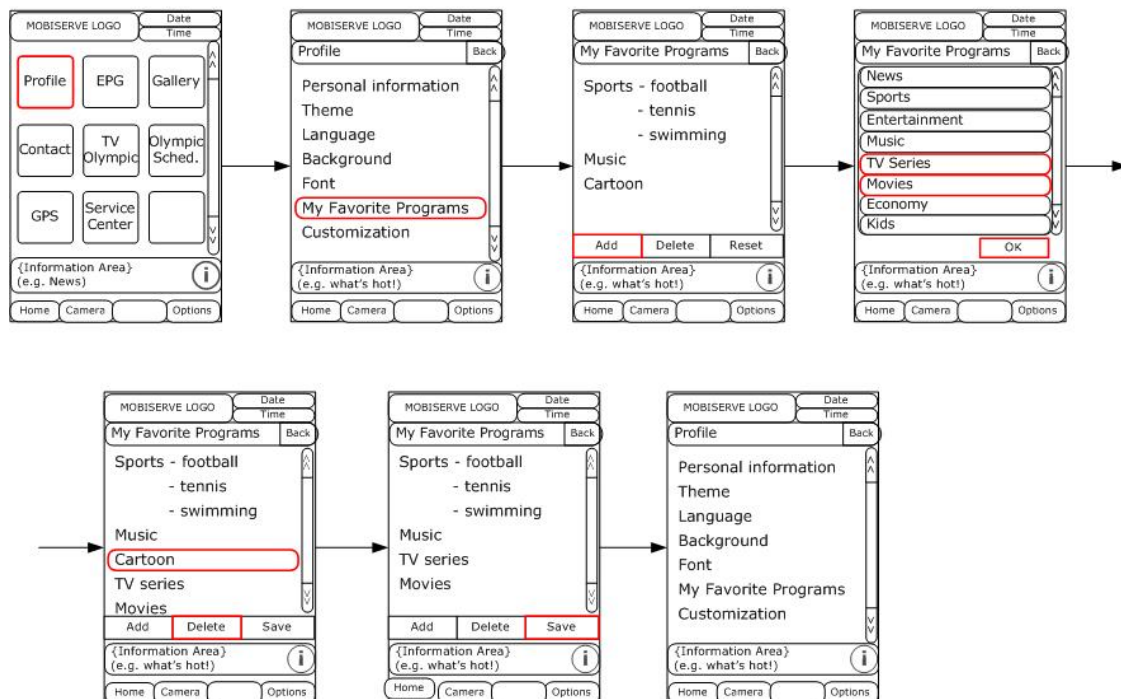 MOBISERVE LOGO
Date
Time
Profile EPG Gallery
Contact TV Olympic Olympic Sched.
GPS Service Center
{Information Area}
(e.g. News)
i
Home Camera Options
MOBISERVE LOGO
Date
Time
Profile Back
Personal information
Theme
Language
Background
Font
My Favorite Programs
Customization
{Information Area}
(e.g. what's hot!)
i
Home Camera Options
MOBISERVE LOGO
Date
Time
My Favorite Programs Back
Sports - football
- tennis
- swimming
Music
Cartoon
Add Delete Reset
{Information Area}
(e.g. what's hot!)
i
Home Camera Options
MOBISERVE LOGO
Date
Time
My Favorite Programs Back
News
Sports
Entertainment
Music
TV Series
Movies
Economy
Kids
OK
{Information Area}
(e.g. what's hot!)
i
Home Camera Options
MOBISERVE LOGO
Date
Time
My Favorite Programs Back
Sports - football
- tennis
- swimming
Music
Cartoon
TV series
Movies
Add Delete Save
{Information Area}
(e.g. what's hot!)
i
Home Camera Options
MOBISERVE LOGO
Date
Time
My Favorite Programs Back
Sports - football
- tennis
- swimming
Music
TV series
Movies
Add Delete Save
{Information Area}
(e.g. what's hot!)
i
Home Camera Options
MOBISERVE LOGO
Date
Time
Profile Back
Personal information
Theme
Language
Background
Font
My Favorite Programs
Customization
{Information Area}
(e.g. what's hot!)
i
Home Camera Options